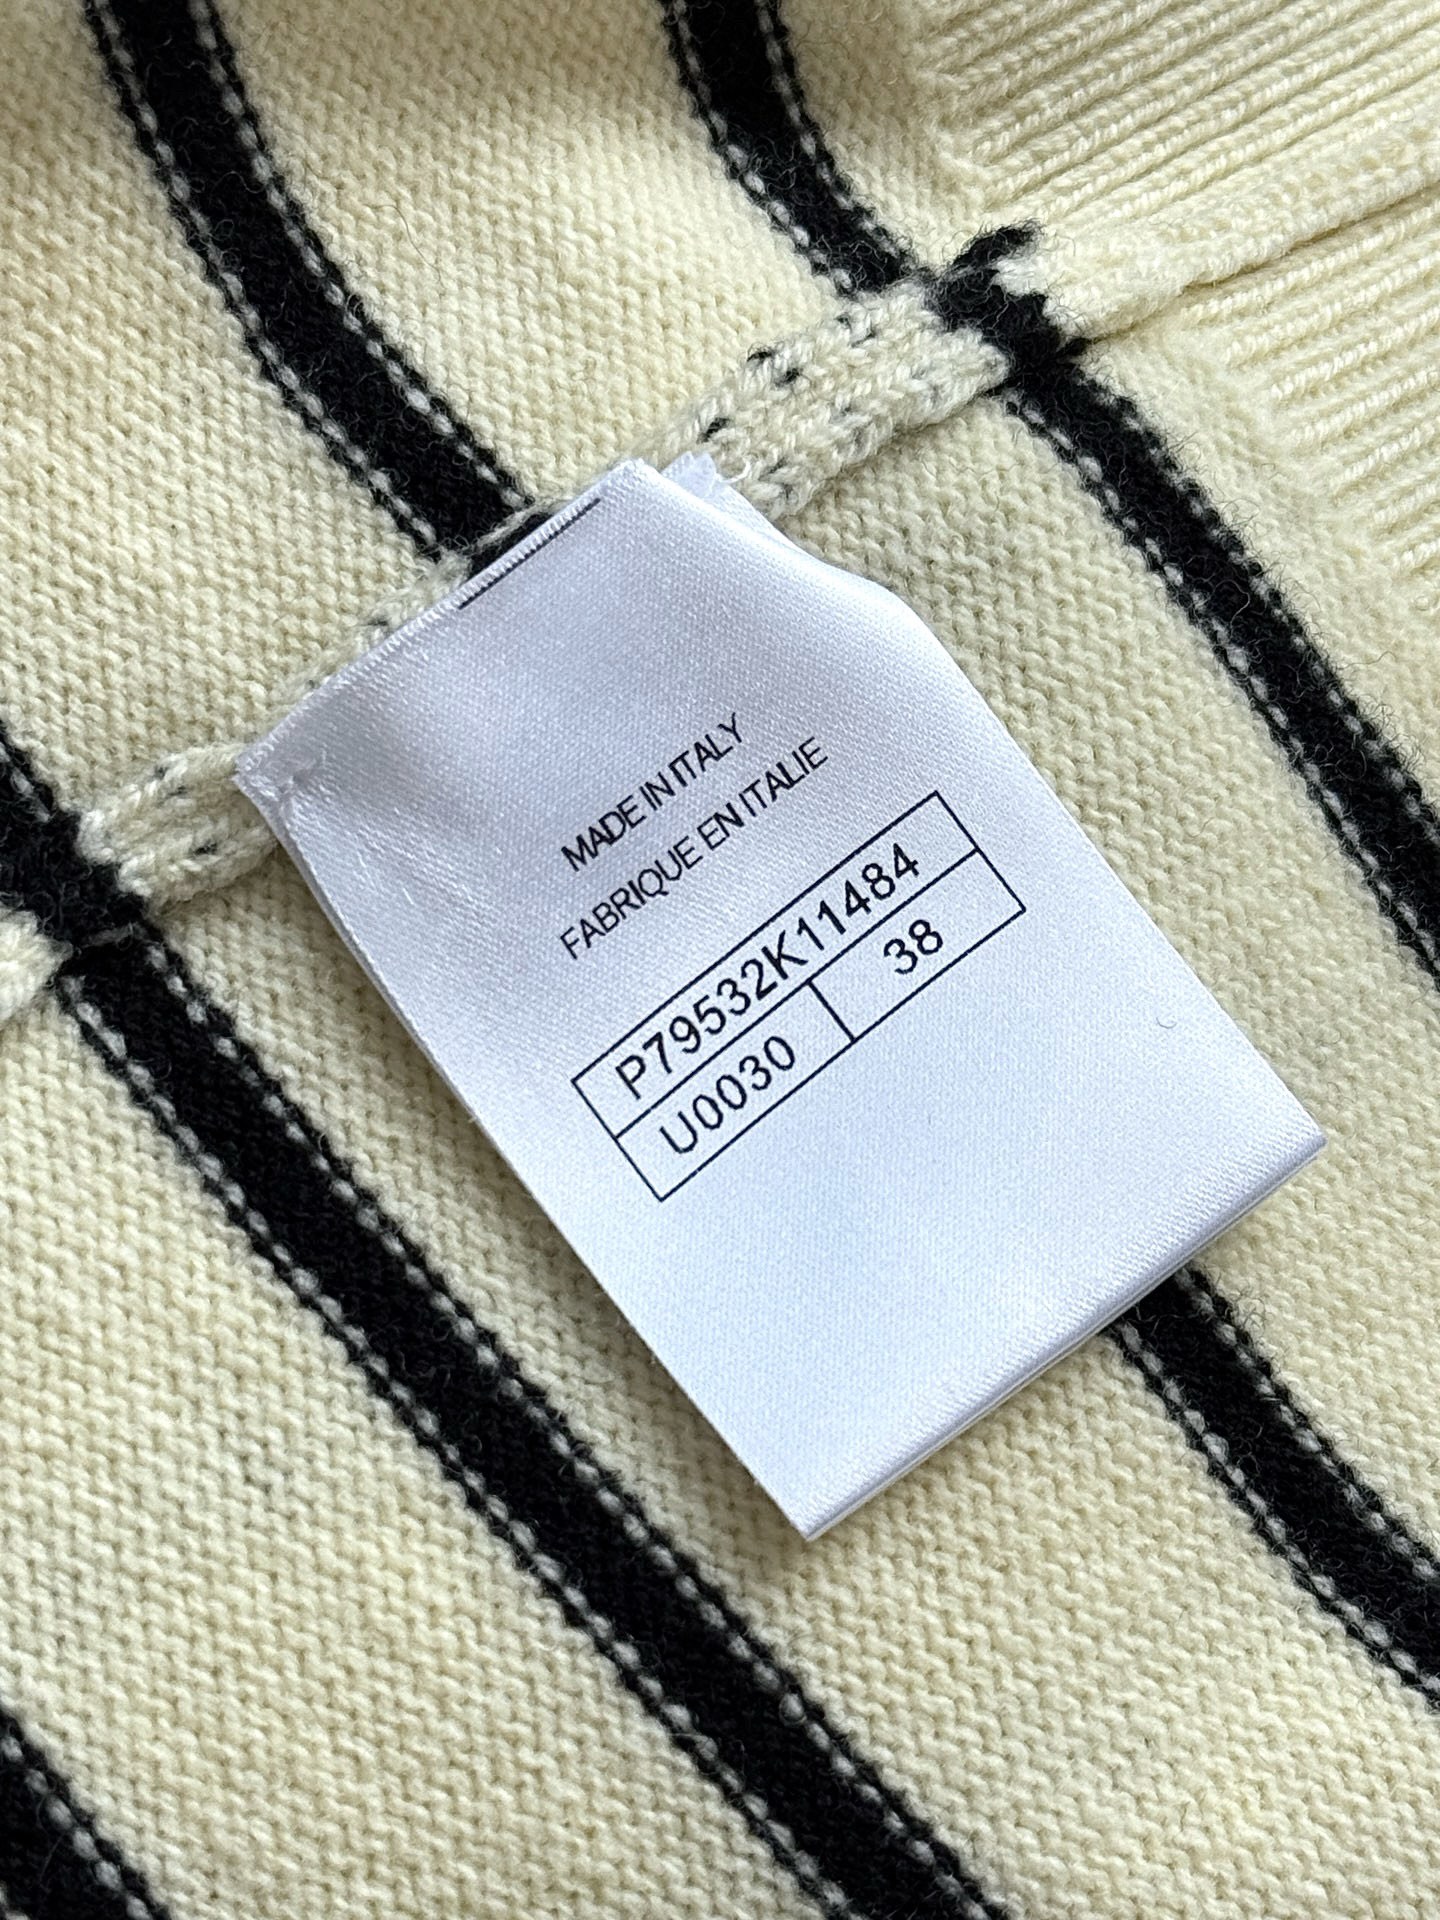 MADE IN ITALY
FABRIQUE EN ITALIE
P79532K11484
U0030 38